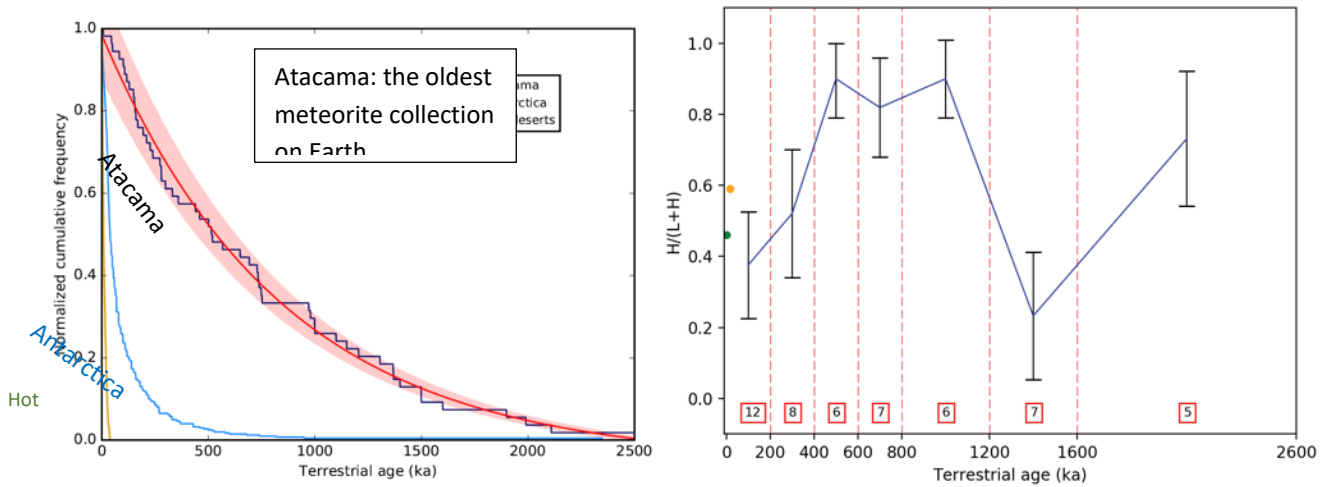 1.0
0.8
0.6
0.4
0.2
0.0
ormalized cumulative frequency
Atacama: the oldest
meteorite collection
on Earth
ama
rctica
eserts
Atacama
Antarctica
Hot
0
500
1000
1500
2000
2500
Terrestrial age (ka)
1.0
0.8
0.6
0.4
0.2
0.0
H/(L+H)
12
8
6
7
6
7
5
0
200
400
600
800
1200
1600
2600
Terrestrial age (ka)